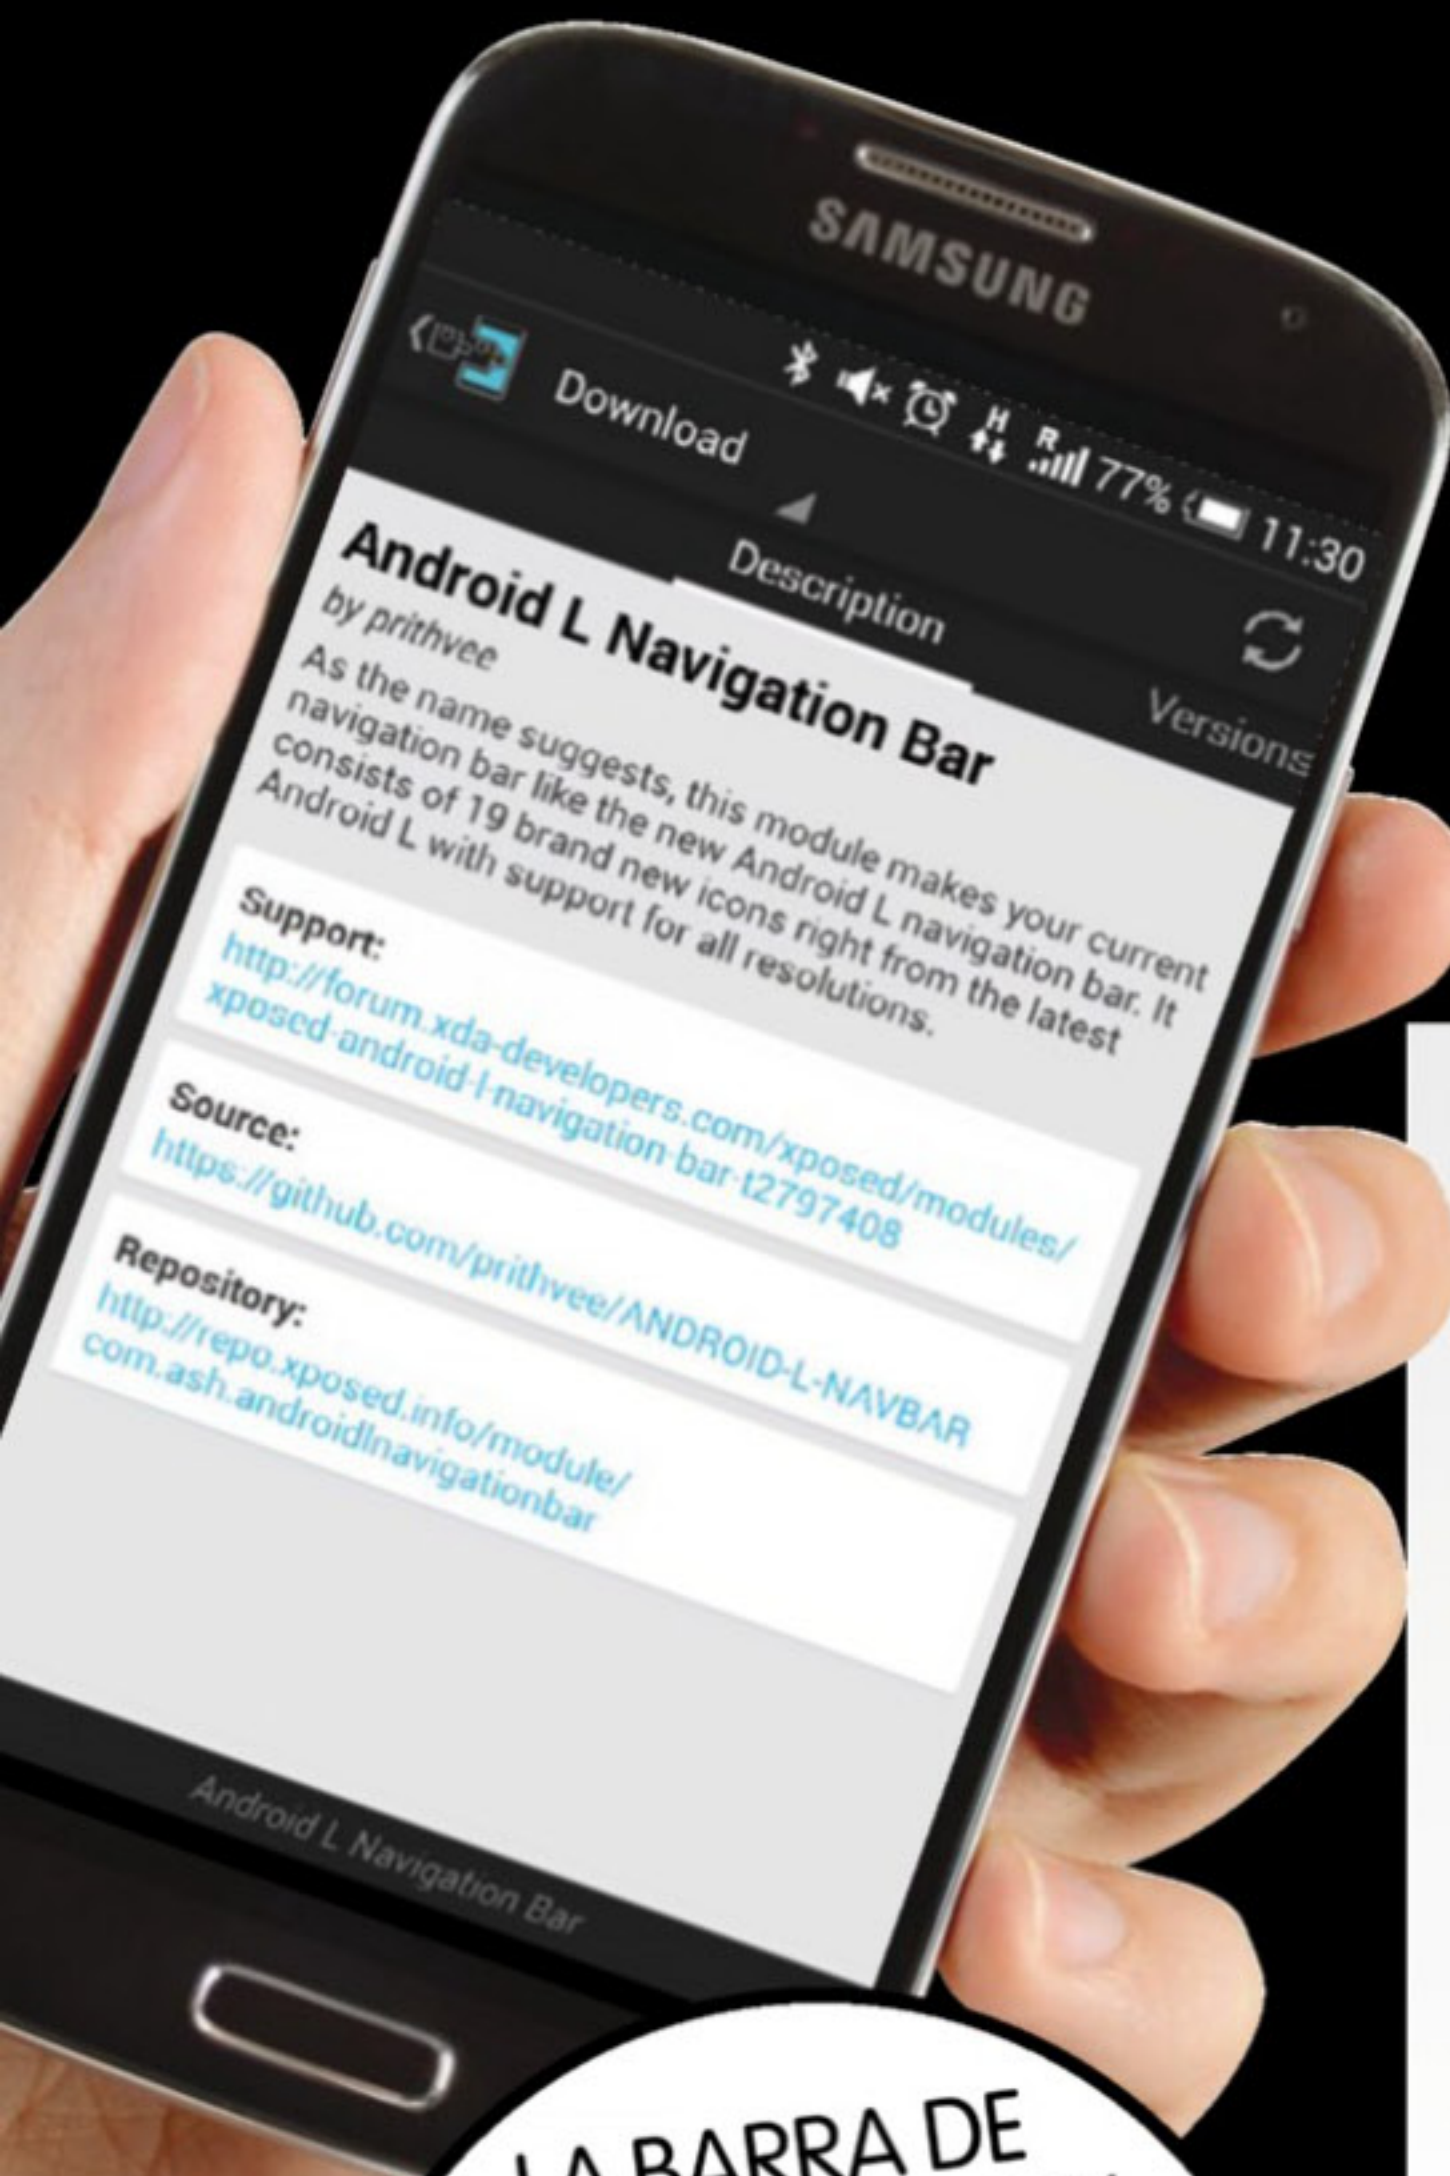 SAMSUNG
H R 77% 11:30
Download
Description
Versions
Android L Navigation Bar
by prithvee
As the name suggests, this module makes your current
navigation bar like the new Android L navigation bar. It
consists of 19 brand new icons right from the latest
Android L with support for all resolutions.
Support:
http://forum.xda-developers.com/xposed/modules/
xposed-android-l-navigation-bar-t2797408
Source:
https://github.com/prithvee/ANDROID-L-NAVBAR
Repository:
http://repo.xposed.info/module/
com.ash.androidlnavigationbar
Android L Navigation Bar
LA BARRA DE